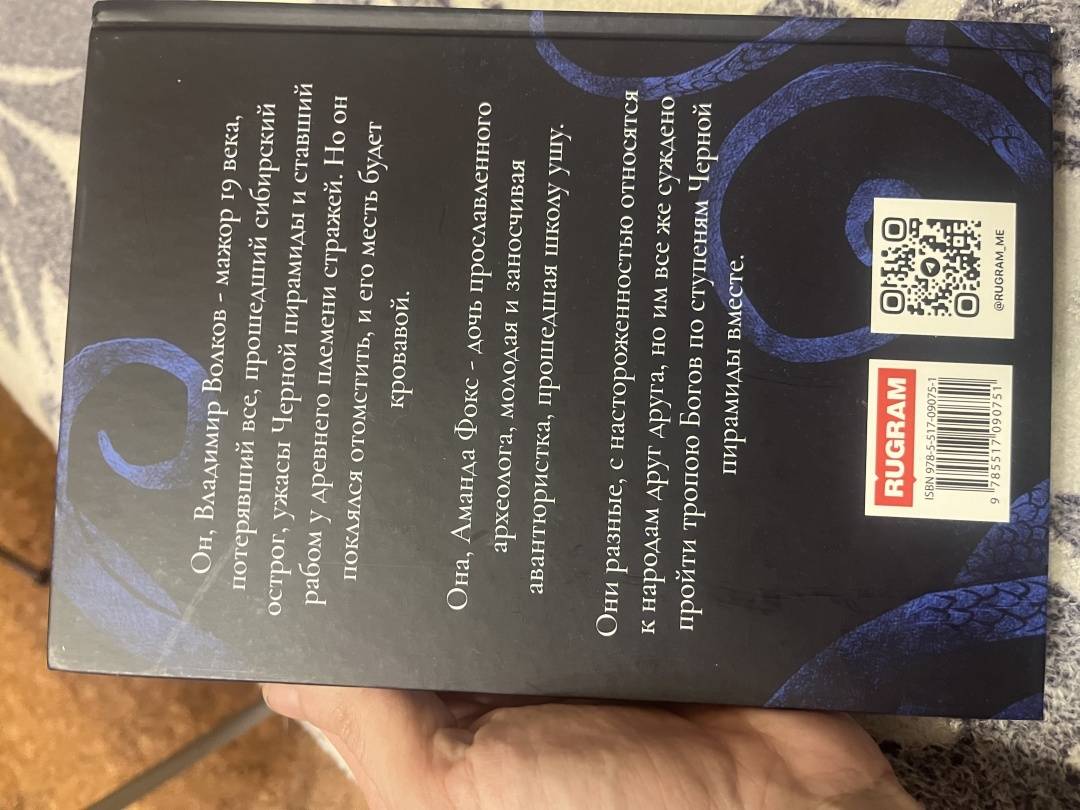 Он, Владимир Волков - мажор 19 века,
потерявший все, прошедший сибирский
острог, ужасы Черной пирамиды и ставший
рабом у древнего племени стражей. Но он
поклялся отомстить, и его месть будет
кровавой.
Она, Аманда Фокс - дочь прославленного
археолога, молодая и заносчивая
авантюристка, прошедшая школу ушу.
Они разные, с настороженностью относятся
к народам друг друга, но им все же суждено
пройти тропою Богов по ступеням Черной
пирамиды вместе.
RUGRAM
ISBN 978-5-517-09075-1
9 785517 090751
@RUGRAM_ME